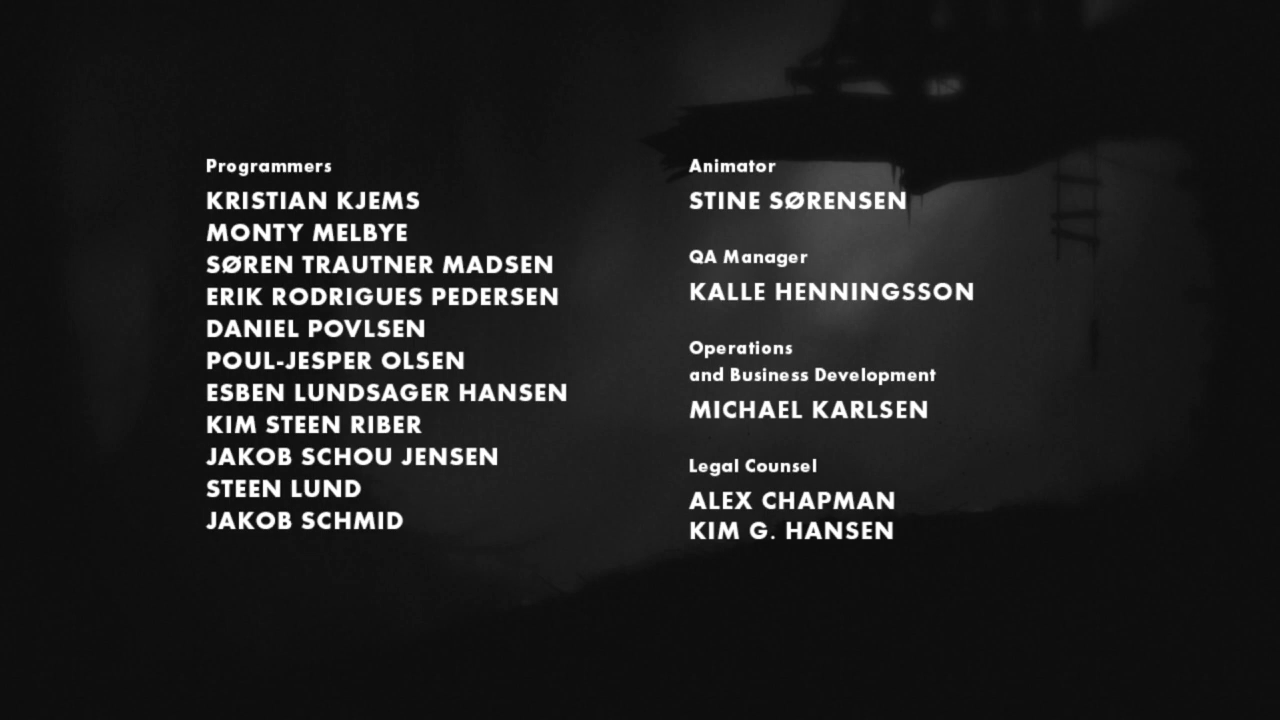 Programmers
KRISTIAN KJEMS
MONTY MELBYE
SØREN TRAUTNER MADSEN
ERIK RODRIGUES PEDERSEN
DANIEL POVLSEN
POUL-JESPER OLSEN
ESBEN LUNDSAGER HANSEN
KIM STEEN RIBER
JAKOB SCHOU JENSEN
STEEN LUND
JAKOB SCHMID
Animator
STINE SØRENSEN
QA Manager
KALLE HENNINGSSON
Operations
and Business Development
MICHAEL KARLSEN
Legal Counsel
ALEX CHAPMAN
KIM G. HANSEN